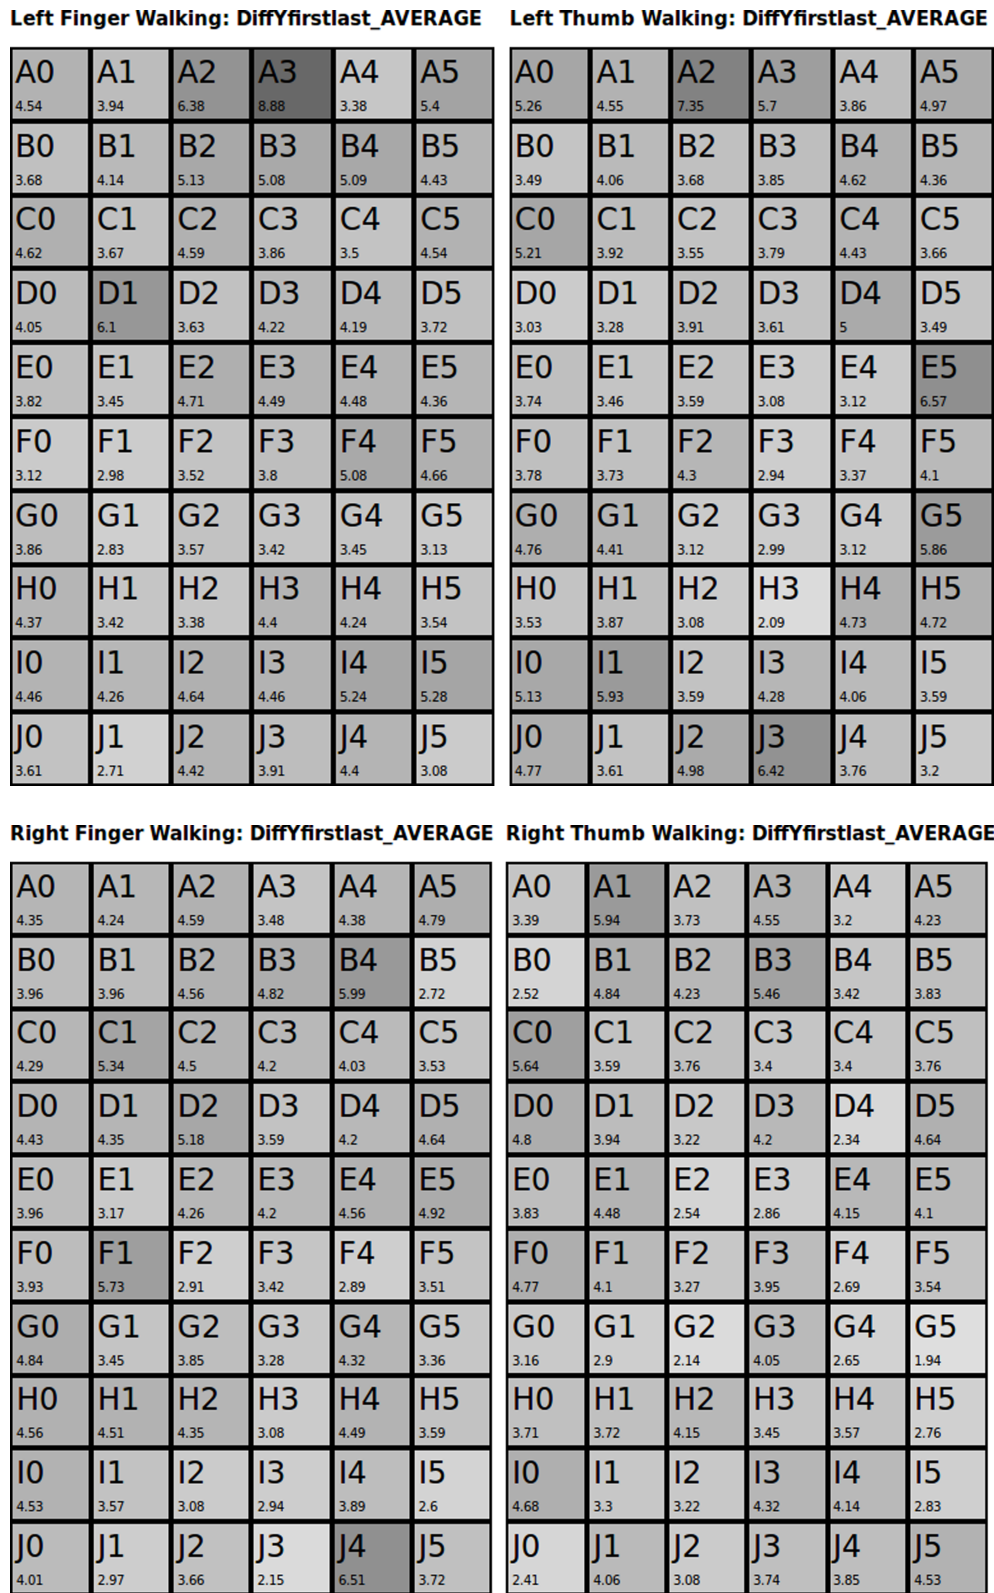 Left Finger Walking: DiffYfirstlast_AVERAGE Left Thumb Walking: DiffYfirstlast_AVERAGE
A0 A1 A2 A3 A4 A5 A0 A1 A2 A3 A4 A5
4.54 3.94 6.38 8.88 3.38 5.4 5.26 4.55 7.35 5.7 3.86 4.97
B0 B1 B2 B3 B4 B5 B0 B1 B2 B3 B4 B5
3.68 4.14 5.13 5.08 5.09 4.43 3.49 4.06 3.68 3.85 4.62 4.36
C0 C1 C2 C3 C4 C5 C0 C1 C2 C3 C4 C5
4.62 3.67 4.59 3.86 3.5 4.54 5.21 3.92 3.55 3.79 4.43 3.66
D0 D1 D2 D3 D4 D5 D0 D1 D2 D3 D4 D5
4.05 6.1 3.63 4.22 4.19 3.72 3.03 3.28 3.91 3.61 5 3.49
E0 E1 E2 E3 E4 E5 E0 E1 E2 E3 E4 E5
3.82 3.45 4.71 4.49 4.48 4.36 3.74 3.46 3.59 3.08 3.12 6.57
F0 F1 F2 F3 F4 F5 F0 F1 F2 F3 F4 F5
3.12 2.98 3.52 3.8 5.08 4.66 3.78 3.73 4.3 2.94 3.37 4.1
G0 G1 G2 G3 G4 G5 G0 G1 G2 G3 G4 G5
3.86 2.83 3.57 3.42 3.45 3.13 4.76 4.41 3.12 2.99 3.12 5.86
H0 H1 H2 H3 H4 H5 H0 H1 H2 H3 H4 H5
4.37 3.42 3.38 4.4 4.24 3.54 3.53 3.87 3.08 2.09 4.73 4.72
I0 I1 I2 I3 I4 I5 I0 I1 I2 I3 I4 I5
4.46 4.26 4.64 4.46 5.24 5.28 5.13 5.93 3.59 4.28 4.06 3.59
J0 J1 J2 J3 J4 J5 J0 J1 J2 J3 J4 J5
3.61 2.71 4.42 3.91 4.4 3.08 4.77 3.61 4.98 6.42 3.76 3.2
Right Finger Walking: DiffYfirstlast_AVERAGE Right Thumb Walking: DiffYfirstlast_AVERAGE
A0 A1 A2 A3 A4 A5 A0 A1 A2 A3 A4 A5
4.35 4.24 4.59 3.48 4.38 4.79 3.39 5.94 3.73 4.55 3.2 4.23
B0 B1 B2 B3 B4 B5 B0 B1 B2 B3 B4 B5
3.96 3.96 4.56 4.82 5.99 2.72 2.52 4.84 4.23 5.46 3.42 3.83
C0 C1 C2 C3 C4 C5 C0 C1 C2 C3 C4 C5
4.29 5.34 4.5 4.2 4.03 3.53 5.64 3.59 3.76 3.4 3.4 3.76
D0 D1 D2 D3 D4 D5 D0 D1 D2 D3 D4 D5
4.43 4.35 5.18 3.59 4.2 4.64 4.8 3.94 3.22 4.2 2.34 4.64
E0 E1 E2 E3 E4 E5 E0 E1 E2 E3 E4 E5
3.96 3.17 4.26 4.2 4.56 4.92 3.83 4.48 2.54 2.86 4.15 4.1
F0 F1 F2 F3 F4 F5 F0 F1 F2 F3 F4 F5
3.93 5.73 2.91 3.42 2.89 3.51 4.77 4.1 3.27 3.95 2.69 3.54
G0 G1 G2 G3 G4 G5 G0 G1 G2 G3 G4 G5
4.84 3.45 3.85 3.28 4.32 3.36 3.16 2.9 2.14 4.05 2.65 1.94
H0 H1 H2 H3 H4 H5 H0 H1 H2 H3 H4 H5
4.56 4.51 4.35 3.08 4.49 3.59 3.71 3.72 4.15 3.45 3.57 2.76
I0 I1 I2 I3 I4 I5 I0 I1 I2 I3 I4 I5
4.53 3.57 3.08 2.94 3.89 2.6 4.68 3.3 3.22 4.32 4.14 2.83
J0 J1 J2 J3 J4 J5 J0 J1 J2 J3 J4 J5
4.01 2.97 3.66 2.15 6.51 3.72 2.41 4.06 3.08 3.74 3.85 4.53